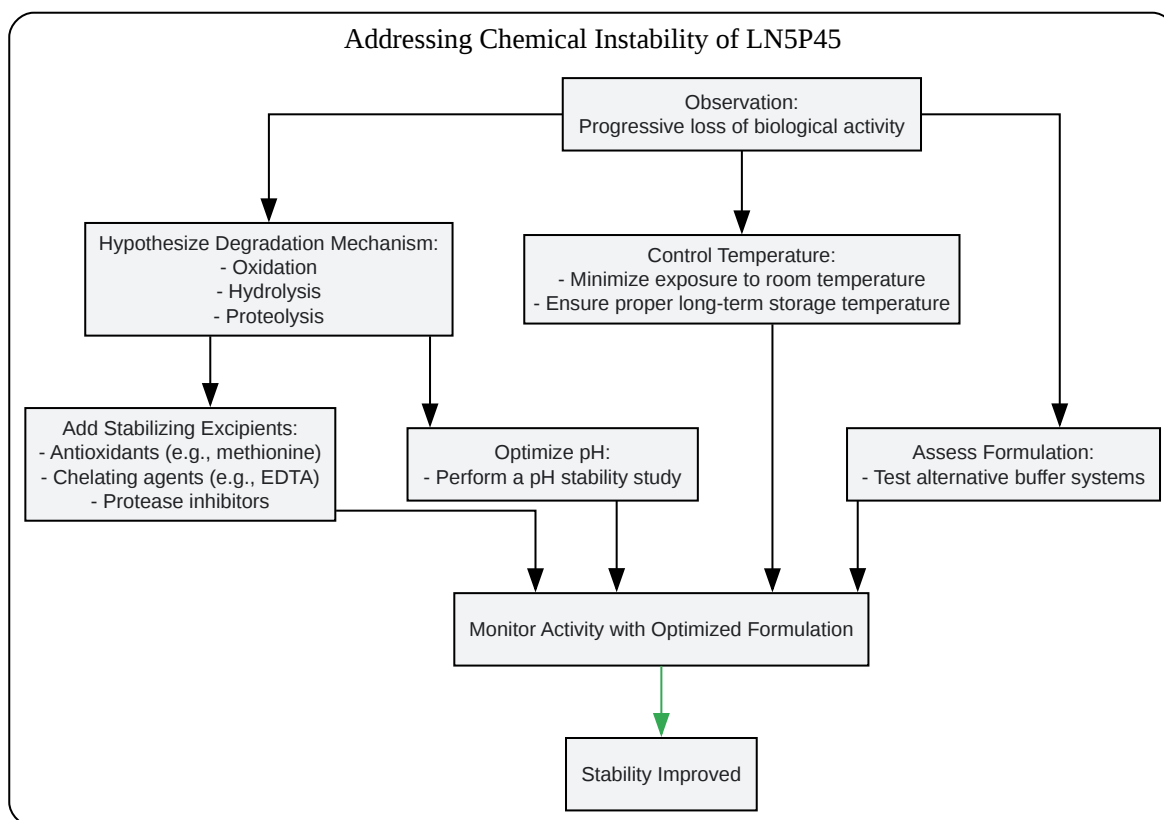 Addressing Chemical Instability of LN5P45
Observation:
Progressive loss of biological activity
Hypothesize Degradation Mechanism:
- Oxidation
- Hydrolysis
- Proteolysis
Control Temperature:
- Minimize exposure to room temperature
- Ensure proper long-term storage temperature
Add Stabilizing Excipients:
- Antioxidants (e.g., methionine)
- Chelating agents (e.g., EDTA)
- Protease inhibitors
Optimize pH:
- Perform a pH stability study
Assess Formulation:
- Test alternative buffer systems
Monitor Activity with Optimized Formulation
Stability Improved